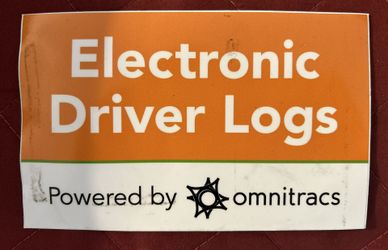 Electronic
Driver Logs
Powered by omnitracs